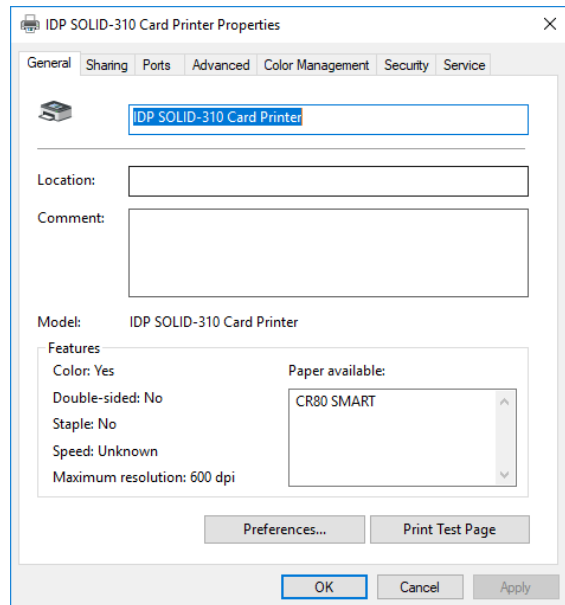 IDP SOLID-310 Card Printer Properties
General Sharing Ports Advanced Color Management Security Service
IDP SOLID-310 Card Printer
Location:
Comment:
Model: IDP SOLID-310 Card Printer
Features
Color: Yes
Paper available:
Double-sided: No
CR80 SMART
Staple: No
Speed: Unknown
Maximum resolution: 600 dpi
Preferences...
Print Test Page
OK
Cancel
Apply